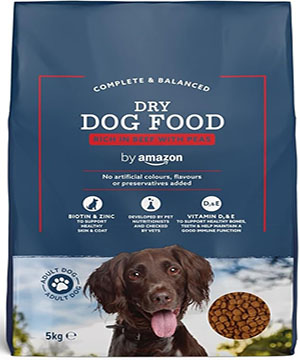 COMPLETE & BALANCED
DRY
DOG FOOD
RICH IN BEEF WITH PEAS
by amazon
No artificial colours, flavours
or preservatives added
D,&E
BIOTIN & ZINC
TO SUPPORT
HEALTHY
SKIN & COAT
DEVELOPED BY PET
NUTRITIONISTS
AND CHECKED
BY VETS
VITAMIN D,&E
TO SUPPORT HEALTHY BONES,
TEETH & HELP MAINTAIN A
GOOD IMMUNE FUNCTION
ADULT DOG
ADULT DOG
5kg e